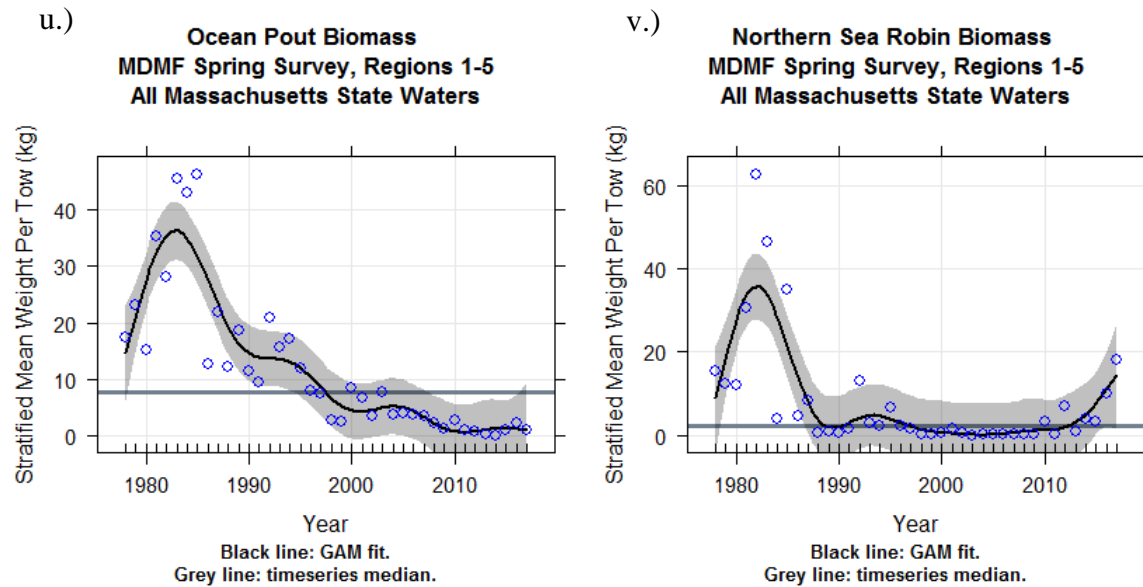 u.)
Ocean Pout Biomass
MDMF Spring Survey, Regions 1-5
All Massachusetts State Waters
Stratified Mean Weight Per Tow (kg)
40
30
20
10
0
1980 1990 2000 2010
Year
Black line: GAM fit.
Grey line: timeseries median.
v.)
Northern Sea Robin Biomass
MDMF Spring Survey, Regions 1-5
All Massachusetts State Waters
Stratified Mean Weight Per Tow (kg)
60
40
20
0
1980 1990 2000 2010
Year
Black line: GAM fit.
Grey line: timeseries median.